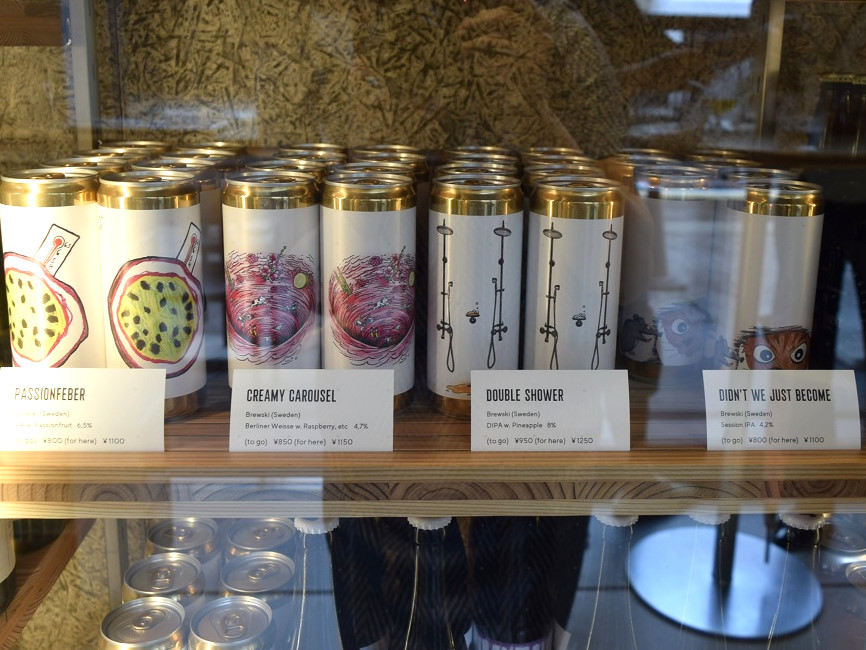 PASSIONFEBER
(Sweden)
w. Passionfruit 6,5%
(to go) ¥800 (for here) ¥1100
CREAMY CAROUSEL
Brewski (Sweden)
Berliner Weisse w. Raspberry, etc 4,7%
(to go) ¥850 (for here) ¥1150
DOUBLE SHOWER
Brewski (Sweden)
DIPA w. Pineapple 8%
(to go) ¥950 (for here) ¥1250
DIDN'T WE JUST BECOME
Brewski (Sweden)
Session IPA 4,2%
(to go) ¥800 (for here) ¥1100